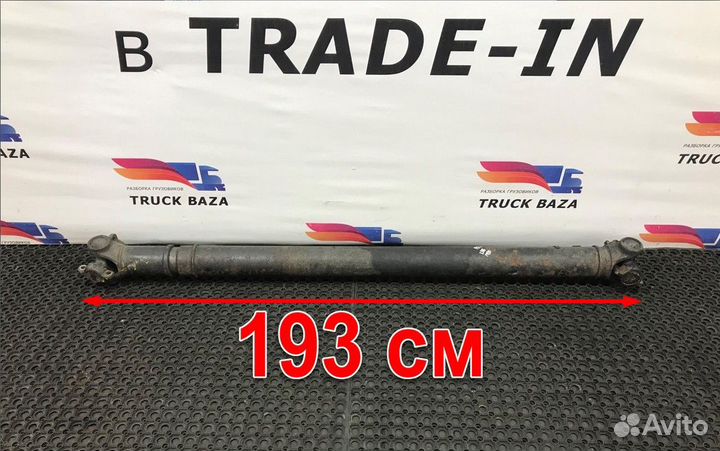 в TRADE-IN
РАЗБОРКА ГРУЗОВИКОВ
TRUCK BAZA
РАЗБОРКА ГРУЗОВИКОВ
TRUCK BAZA
BAZA
TRUCK
193 см
Avito